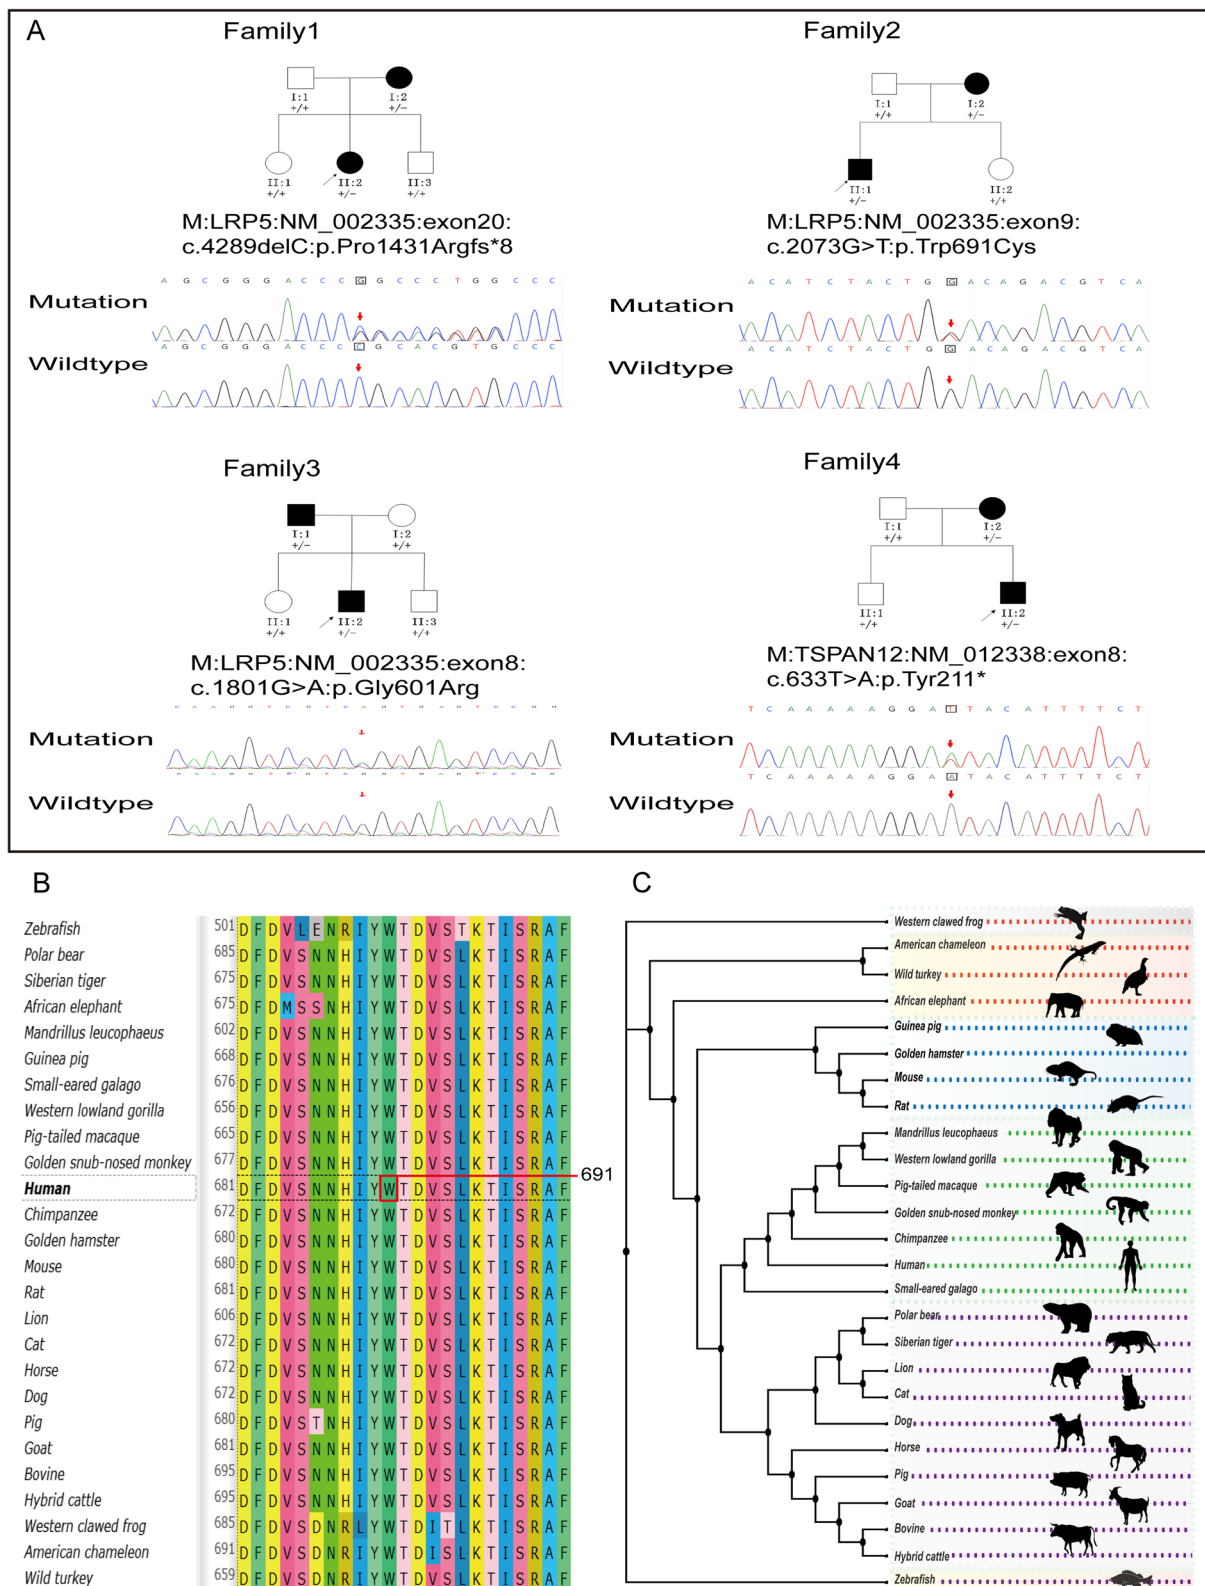 A
Family1
I:1
+/+
I:2
+/-
II:1
+/+
II:2
+/-
II:3
+/+
M:LRP5:NM_002335:exon20:
c.4289delC:p.Pro1431Argfs*8
A G C G G G A C C C G G C C C T G G C C C
Mutation
A G C G G G A C C C C G C A C G T G C C C
Wildtype
Family2
I:1
+/+
I:2
+/-
II:1
+/-
II:2
+/+
M:LRP5:NM_002335:exon9:
c.2073G>T:p.Trp691Cys
A C A T C T A C T G G A C A G A C G T C A
Mutation
A C A T C T A C T G G A C A G A C G T C A
Wildtype
Family3
I:1
+/-
I:2
+/+
II:1
+/+
II:2
+/-
II:3
+/+
M:LRP5:NM_002335:exon8:
c.1801G>A:p.Gly601Arg
Mutation
Wildtype
Family4
I:1
+/+
I:2
+/-
II:1
+/+
II:2
+/-
M:TSPAN12:NM_012338:exon8:
c.633T>A:p.Tyr211*
T C A A A A A G G A T T A C A T T T T C T
Mutation
T C A A A A A G G A A T A C A T T T T C T
Wildtype
B
Zebrafish 501 D F D V L E N R I Y W T D V S T K T I S R A F
Polar bear 685 D F D V S N N H I Y W T D V S L K T I S R A F
Siberian tiger 675 D F D V S N N H I Y W T D V S L K T I S R A F
African elephant 675 D F D M S S N H I Y W T D V S L K T I S R A F
Mandrillus leucophaeus 602 D F D V S N N H I Y W T D V S L K T I S R A F
Guinea pig 668 D F D V S N N H I Y W T D V S L K T I S R A F
Small-eared galago 676 D F D V S N N H I Y W T D V S L K T I S R A F
Western lowland gorilla 656 D F D V S N N H I Y W T D V S L K T I S R A F
Pig-tailed macaque 665 D F D V S N N H I Y W T D V S L K T I S R A F
Golden snub-nosed monkey 677 D F D V S N N H I Y W T D V S L K T I S R A F
691
Human 681 D F D V S N N H I Y W T D V S L K T I S R A F
Chimpanzee 672 D F D V S N N H I Y W T D V S L K T I S R A F
Golden hamster 680 D F D V S N N H I Y W T D V S L K T I S R A F
Mouse 680 D F D V S N N H I Y W T D V S L K T I S R A F
Rat 681 D F D V S N N H I Y W T D V S L K T I S R A F
Lion 606 D F D V S N N H I Y W T D V S L K T I S R A F
Cat 672 D F D V S N N H I Y W T D V S L K T I S R A F
Horse 672 D F D V S N N H I Y W T D V S L K T I S R A F
Dog 672 D F D V S N N H I Y W T D V S L K T I S R A F
Pig 680 D F D V S T N H I Y W T D V S L K T I S R A F
Goat 681 D F D V S N N H I Y W T D V S L K T I S R A F
Bovine 695 D F D V S N N H I Y W T D V S L K T I S R A F
Hybrid cattle 695 D F D V S N N H I Y W T D V S L K T I S R A F
Western clawed frog 685 D F D V S D N R L Y W T D I T L K T I S R A F
American chameleon 691 D F D V S D N R I Y W T D I S L K T I S R A F
Wild turkey 659 D F D V S D N R I Y W T D V S L K T I S R A F
C
Western clawed frog
American chameleon
Wild turkey
African elephant
Guinea pig
Golden hamster
Mouse
Rat
Mandrillus leucophaeus
Western lowland gorilla
Pig-tailed macaque
Golden snub-nosed monkey
Chimpanzee
Human
Small-eared galago
Polar bear
Siberian tiger
Lion
Cat
Dog
Horse
Pig
Goat
Bovine
Hybrid cattle
Zebrafish